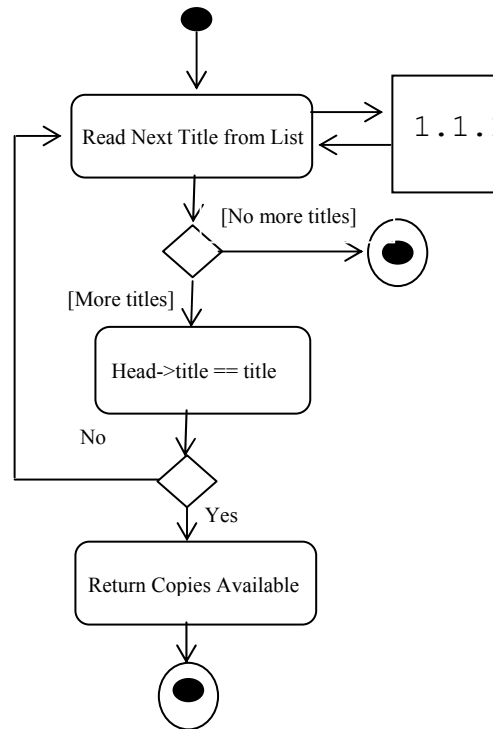 Read Next Title from List
1.1.
[No more titles]
[More titles]
Head->title == title
No
Yes
Return Copies Available